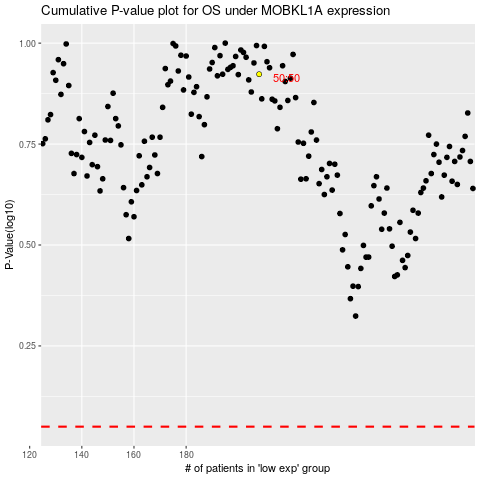 Cumulative P-value plot for OS under MOBKL1A expression
1.00
0.75
0.50
0.25
P-Value(log10)
50:50
120 140 160 180
# of patients in 'low exp' group